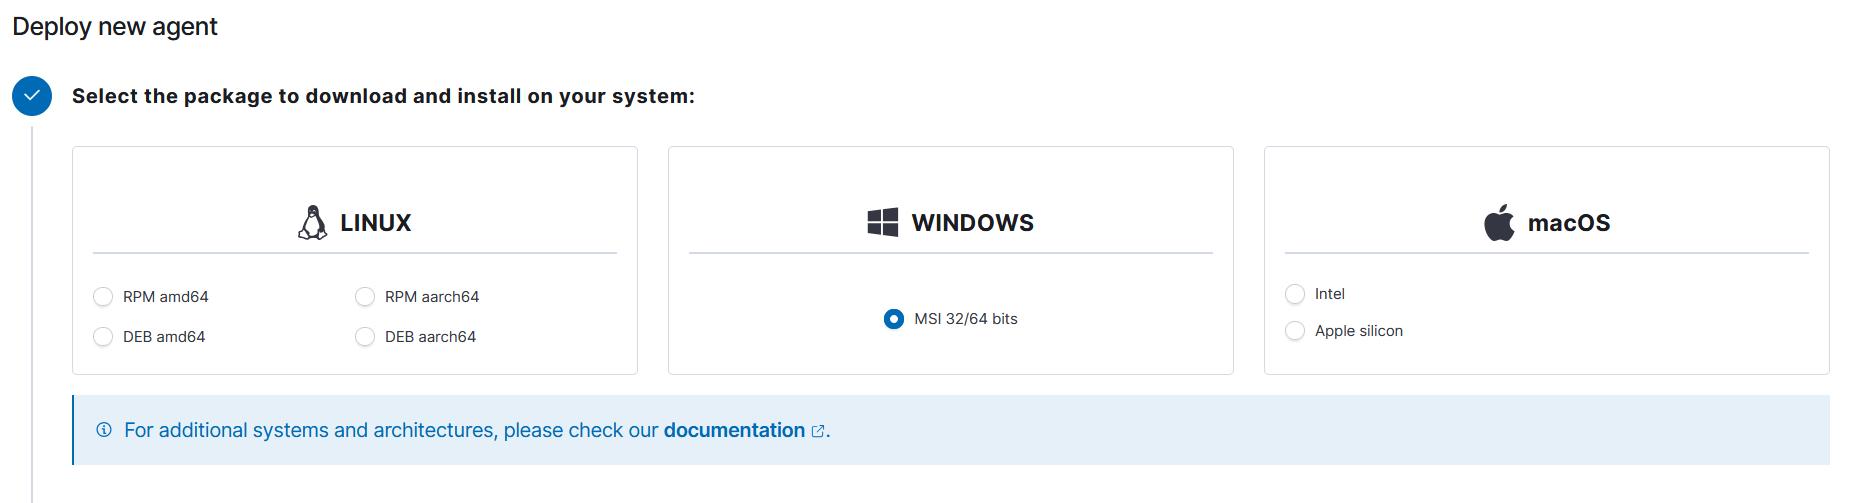 Deploy new agent
Select the package to download and install on your system:
LINUX
RPM amd64
RPM aarch64
DEB amd64
DEB aarch64
WINDOWS
MSI 32/64 bits
macOS
Intel
Apple silicon
For additional systems and architectures, please check our documentation.